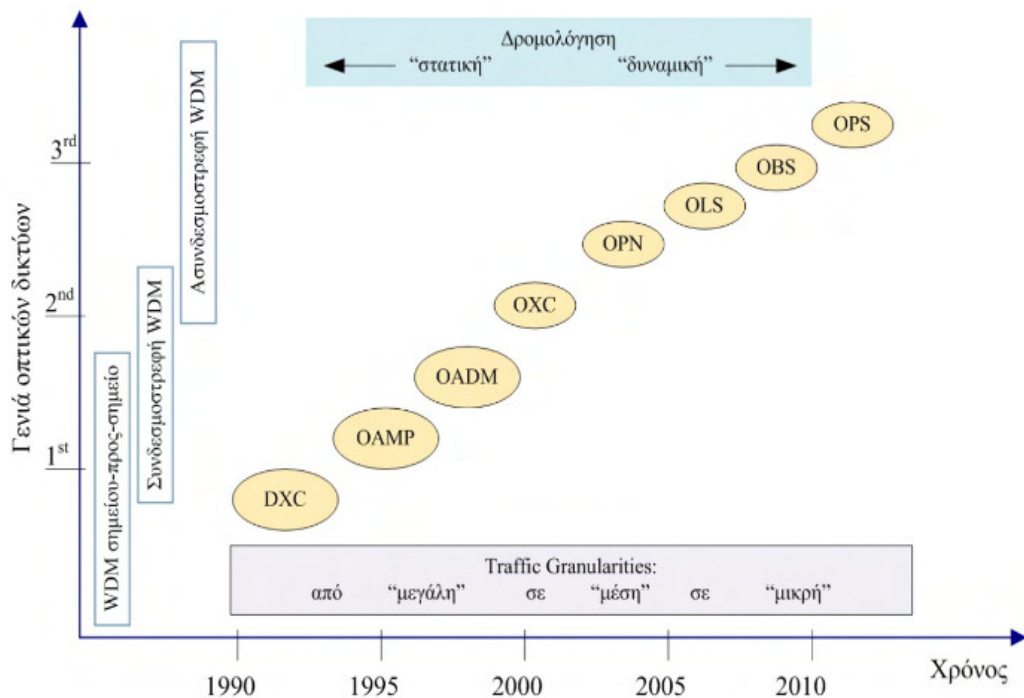 Δρομολόγηση
“στατική” “δυναμική”
Γενιά οπτικών δικτύων
3rd
2nd
1st
WDM σημείου-προς-σημείο
Συνδεσμοστρεφή WDM
Ασυνδεσμοστρεφή WDM
OPS
OBS
OLS
OPN
OXC
OADM
OAMP
DXC
Traffic Granularities:
από “μεγάλη” σε “μέση” σε “μικρή”
1990 1995 2000 2005 2010
Χρόνος